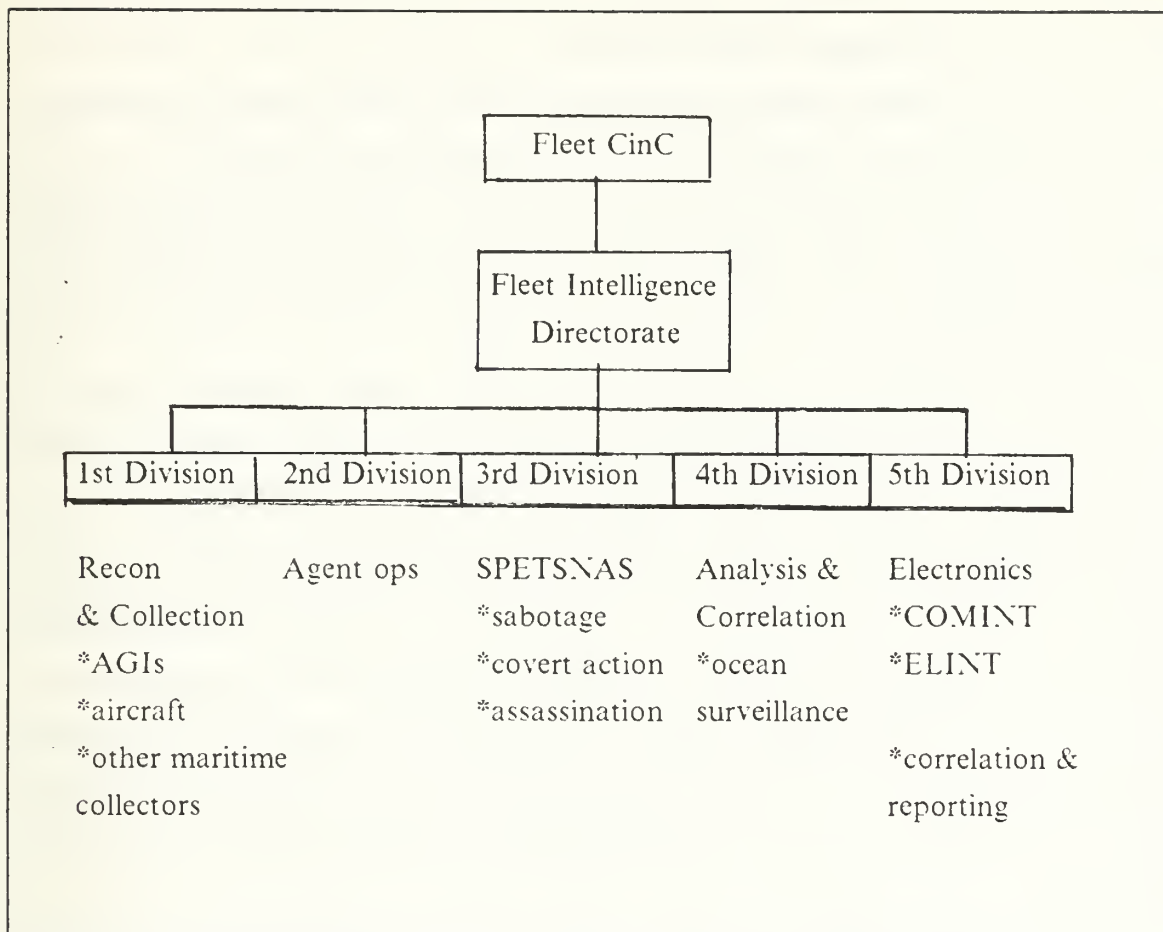 Fleet CinC
Fleet Intelligence
Directorate
1st Division
2nd Division
3rd Division
4th Division
5th Division
Recon
& Collection
*AGIs
*aircraft
*other maritime
collectors
Agent ops
SPETSNAS
*sabotage
*covert action
*assassination
Analysis &
Correlation
*ocean
surveillance
Electronics
*COMINT
*ELINT
*correlation &
reporting